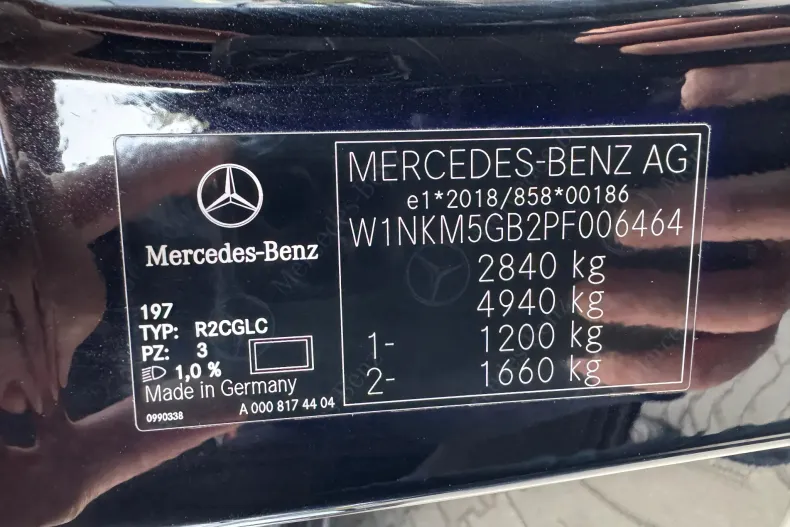 Mercedes-Benz
197
TYP: R2CGLC
PZ: 3
1,0 %
Made in Germany
0990338 A 000 817 44 04
MERCEDES-BENZ AG
e1*2018/858*00186
W1NKM5GB2PF006464
2840 kg
4940 kg
1- 1200 kg
2- 1660 kg